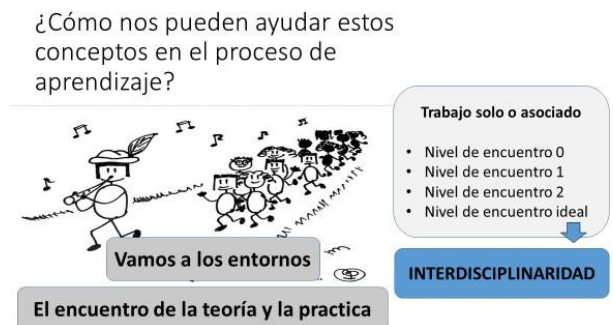 ¿Cómo nos pueden ayudar estos
conceptos en el proceso de
aprendizaje?
Trabajo solo o asociado
• Nivel de encuentro 0
• Nivel de encuentro 1
• Nivel de encuentro 2
• Nivel de encuentro ideal
INTERDISCIPLINARIDAD
Vamos a los entornos
El encuentro de la teoría y la practica